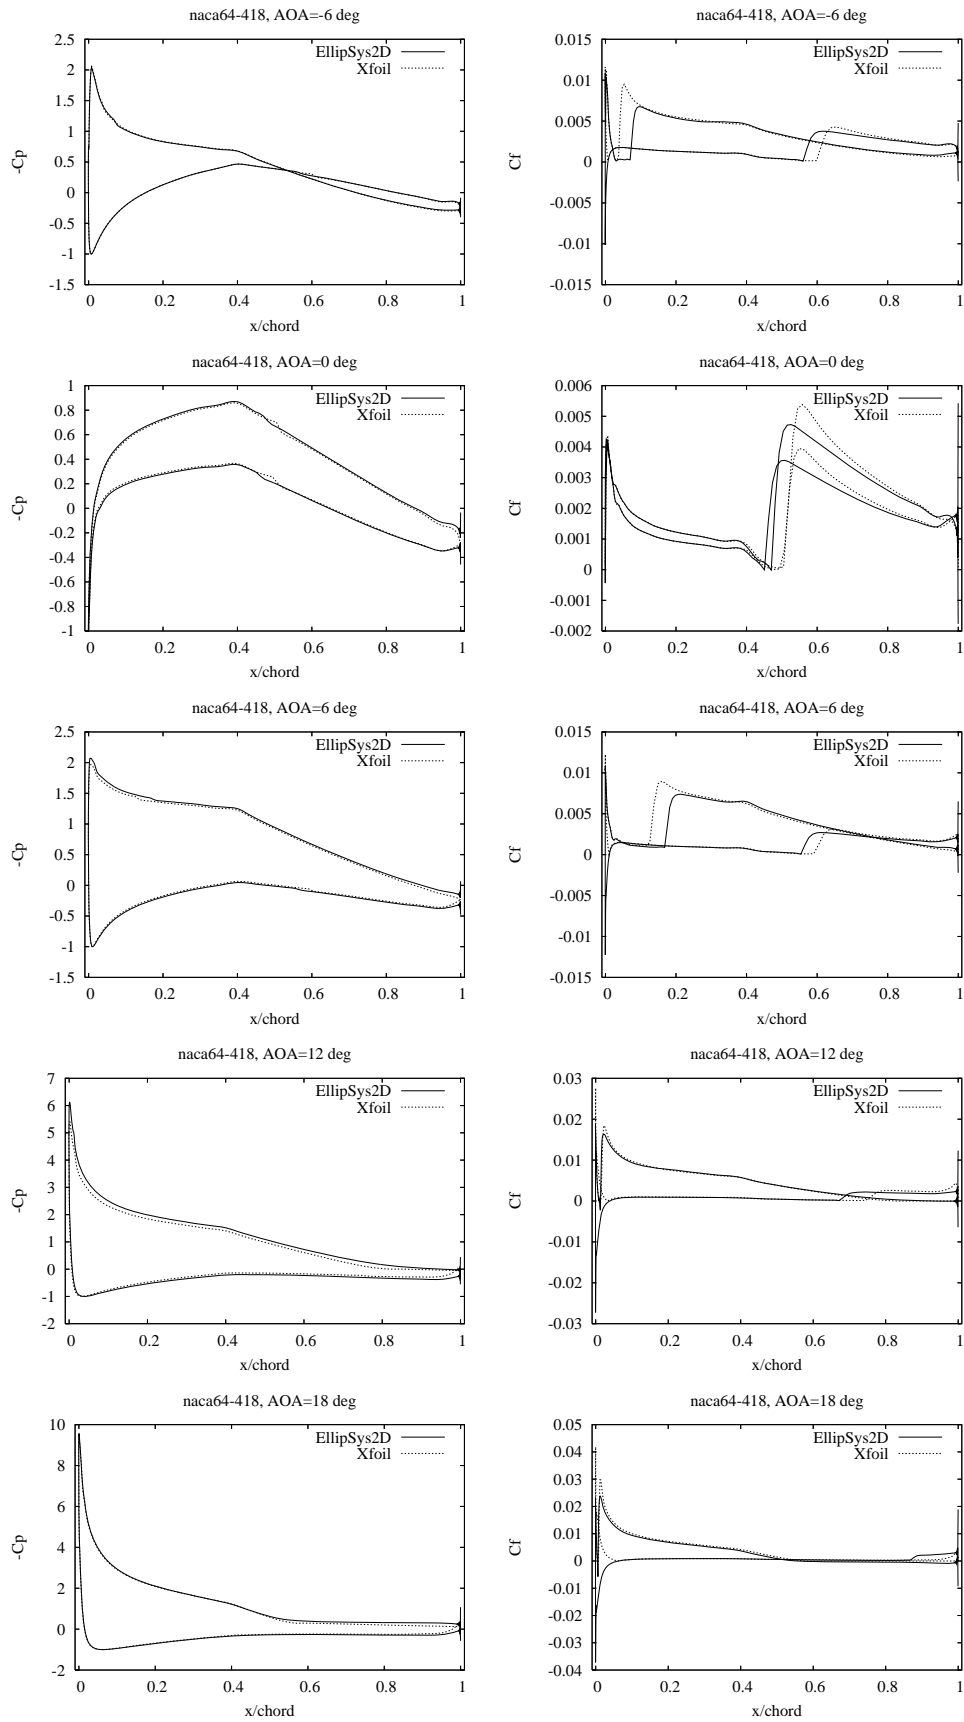 naca64-418, AOA=-6 deg
EllipSys2D
Xfoil
2.5
2
1.5
1
0.5
0
-0.5
-1
-1.5
-Cp
0 0.2 0.4 0.6 0.8 1
x/chord
naca64-418, AOA=-6 deg
EllipSys2D
Xfoil
0.015
0.01
0.005
0
-0.005
-0.01
-0.015
Cf
0 0.2 0.4 0.6 0.8 1
x/chord
naca64-418, AOA=0 deg
EllipSys2D
Xfoil
1
0.8
0.6
0.4
0.2
0
-0.2
-0.4
-0.6
-0.8
-1
-Cp
0 0.2 0.4 0.6 0.8 1
x/chord
naca64-418, AOA=0 deg
EllipSys2D
Xfoil
0.006
0.005
0.004
0.003
0.002
0.001
0
-0.001
-0.002
Cf
0 0.2 0.4 0.6 0.8 1
x/chord
naca64-418, AOA=6 deg
EllipSys2D
Xfoil
2.5
2
1.5
1
0.5
0
-0.5
-1
-1.5
-Cp
0 0.2 0.4 0.6 0.8 1
x/chord
naca64-418, AOA=6 deg
EllipSys2D
Xfoil
0.015
0.01
0.005
0
-0.005
-0.01
-0.015
Cf
0 0.2 0.4 0.6 0.8 1
x/chord
naca64-418, AOA=12 deg
EllipSys2D
Xfoil
7
6
5
4
3
2
1
0
-1
-2
-Cp
0 0.2 0.4 0.6 0.8 1
x/chord
naca64-418, AOA=12 deg
EllipSys2D
Xfoil
0.03
0.02
0.01
0
-0.01
-0.02
-0.03
Cf
0 0.2 0.4 0.6 0.8 1
x/chord
naca64-418, AOA=18 deg
EllipSys2D
Xfoil
10
8
6
4
2
0
-2
-Cp
0 0.2 0.4 0.6 0.8 1
x/chord
naca64-418, AOA=18 deg
EllipSys2D
Xfoil
0.05
0.04
0.03
0.02
0.01
0
-0.01
-0.02
-0.03
-0.04
Cf
0 0.2 0.4 0.6 0.8 1
x/chord